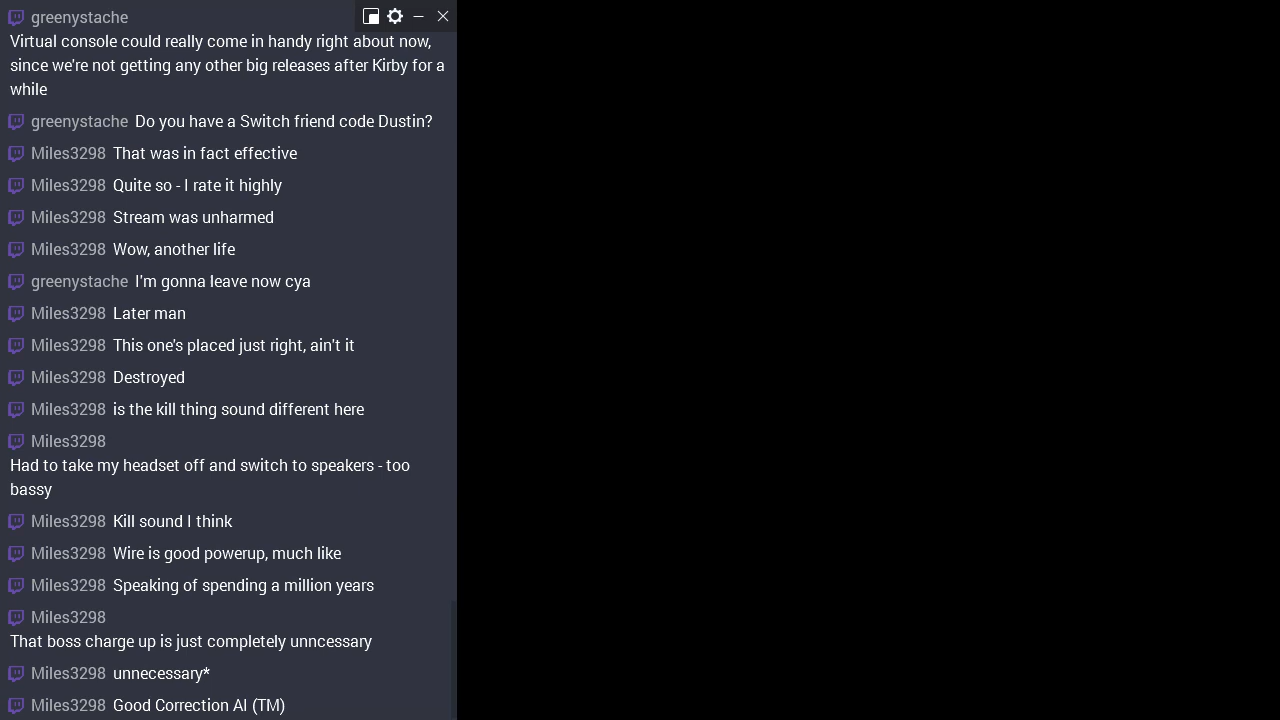 greenystache
Virtual console could really come in handy right about now,
since we're not getting any other big releases after Kirby for a
while
greenystache Do you have a Switch friend code Dustin?
Miles3298 That was in fact effective
Miles3298 Quite so - I rate it highly
Miles3298 Stream was unharmed
Miles3298 Wow, another life
greenystache I'm gonna leave now cya
Miles3298 Later man
Miles3298 This one's placed just right, ain't it
Miles3298 Destroyed
Miles3298 is the kill thing sound different here
Miles3298
Had to take my headset off and switch to speakers - too
bassy
Miles3298 Kill sound I think
Miles3298 Wire is good powerup, much like
Miles3298 Speaking of spending a million years
Miles3298
That boss charge up is just completely unncessary
Miles3298 unnecessary*
Miles3298 Good Correction AI (TM)